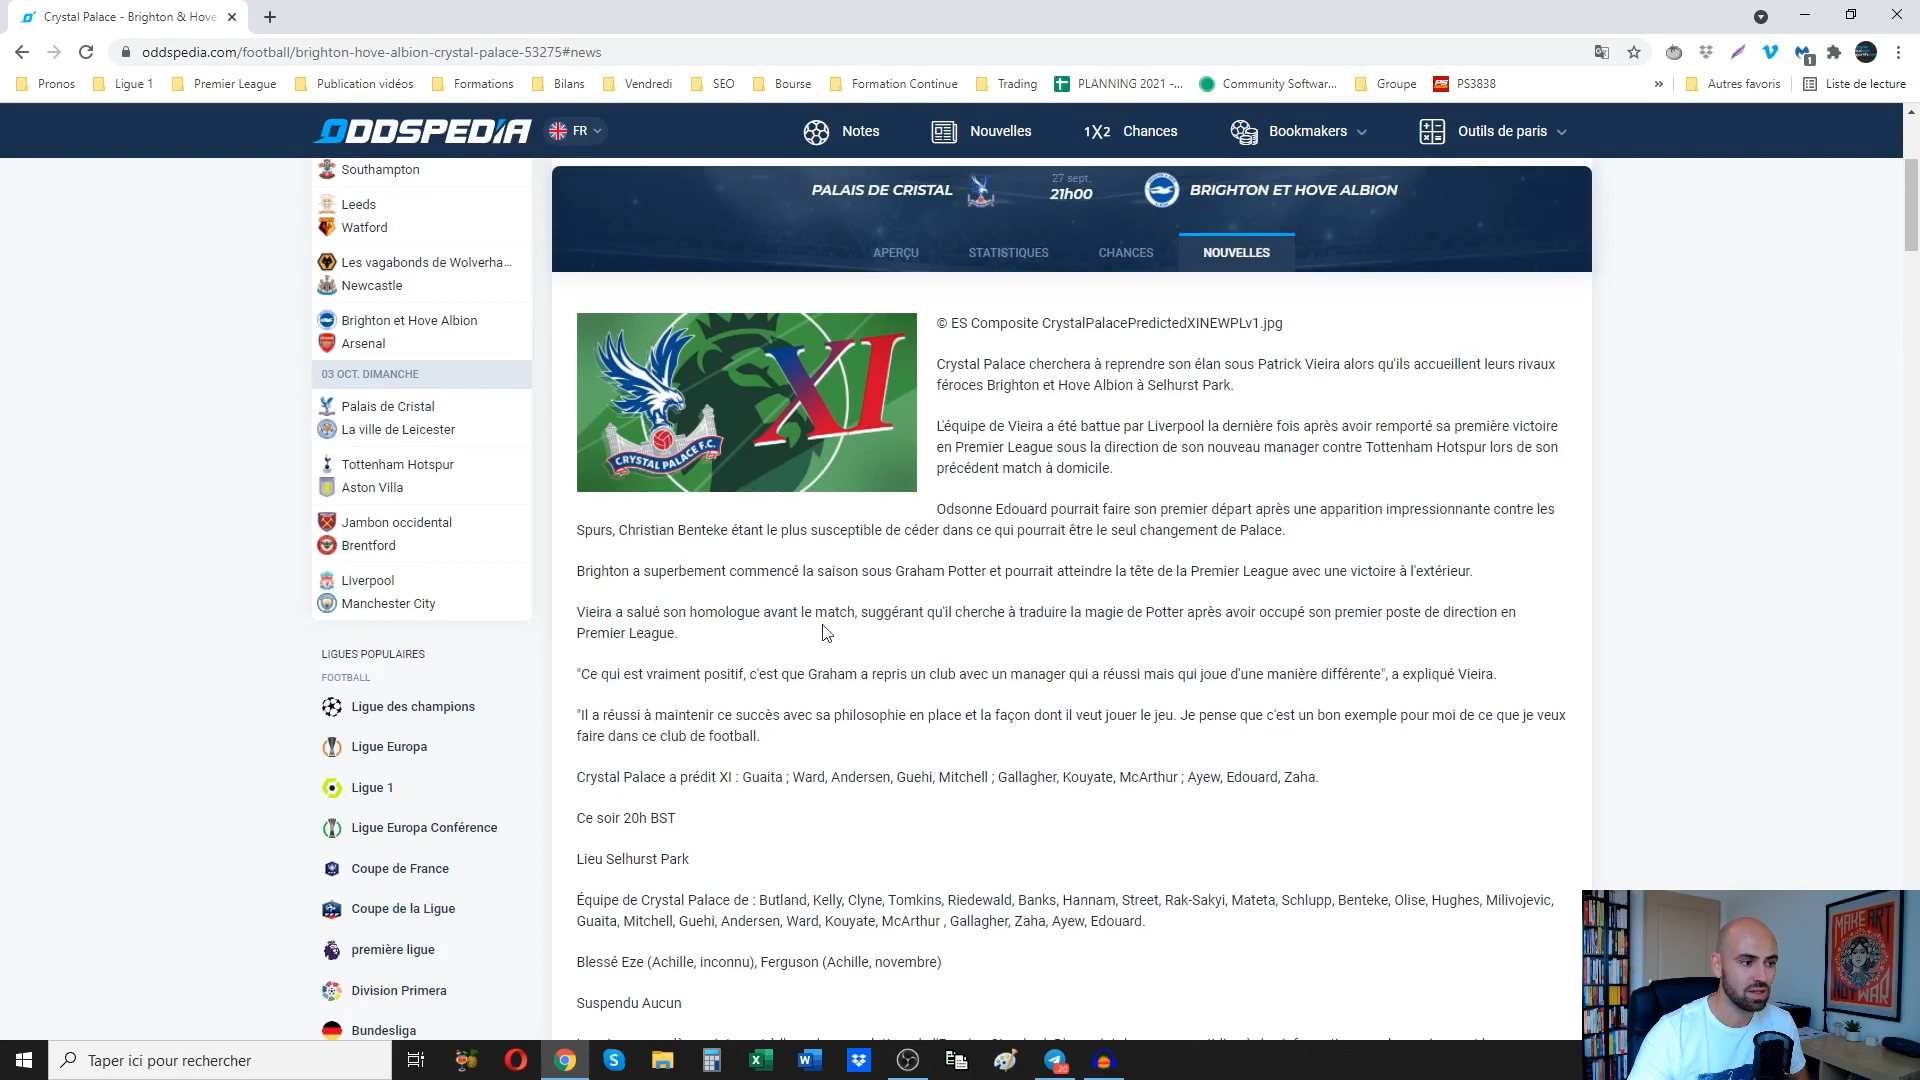 Crystal Palace - Brighton & Hove
oddspedia.com/football/brighton-hove-albion-crystal-palace-53275#news
1
Pronos
Ligue 1
Premier League
Publication vidéos
Formations
Bilans
Vendredi
SEO
Bourse
Formation Continue
Trading
PLANNING 2021 -...
Community Softwar...
Groupe
PS3838
»
Autres favoris
Liste de lecture
ODDSPEDIA
FR
Notes
Nouvelles
1X2 Chances
Bookmakers
Outils de paris
Southampton
Leeds
Watford
Les vagabonds de Wolverha...
Newcastle
Brighton et Hove Albion
Arsenal
03 OCT. DIMANCHE
Palais de Cristal
La ville de Leicester
Tottenham Hotspur
Aston Villa
Jambon occidental
Brentford
Liverpool
Manchester City
LIGUES POPULAIRES
FOOTBALL
Ligue des champions
Ligue Europa
Ligue 1
Ligue Europa Conférence
Coupe de France
Coupe de la Ligue
première ligue
Division Primera
Bundesliga
PALAIS DE CRISTAL
27 sept.
21h00
BRIGHTON ET HOVE ALBION
APERÇU
STATISTIQUES
CHANCES
NOUVELLES
XI
CRYSTAL PALACE F.C.
© ES Composite CrystalPalacePredictedXINEWPLv1.jpg
Crystal Palace cherchera à reprendre son élan sous Patrick Vieira alors qu'ils accueillent leurs rivaux
féroces Brighton et Hove Albion à Selhurst Park.
L'équipe de Vieira a été battue par Liverpool la dernière fois après avoir remporté sa première victoire
en Premier League sous la direction de son nouveau manager contre Tottenham Hotspur lors de son
précédent match à domicile.
Odsonne Edouard pourrait faire son premier départ après une apparition impressionnante contre les
Spurs, Christian Benteke étant le plus susceptible de céder dans ce qui pourrait être le seul changement de Palace.
Brighton a superbement commencé la saison sous Graham Potter et pourrait atteindre la tête de la Premier League avec une victoire à l'extérieur.
Vieira a salué son homologue avant le match, suggérant qu'il cherche à traduire la magie de Potter après avoir occupé son premier poste de direction en
Premier League.
"Ce qui est vraiment positif, c'est que Graham a repris un club avec un manager qui a réussi mais qui joue d'une manière différente", a expliqué Vieira.
"Il a réussi à maintenir ce succès avec sa philosophie en place et la façon dont il veut jouer le jeu. Je pense que c'est un bon exemple pour moi de ce que je veux
faire dans ce club de football.
Crystal Palace a prédit XI : Guaita ; Ward, Andersen, Guehi, Mitchell ; Gallagher, Kouyate, McArthur ; Ayew, Edouard, Zaha.
Ce soir 20h BST
Lieu Selhurst Park
Équipe de Crystal Palace de : Butland, Kelly, Clyne, Tomkins, Riedewald, Banks, Hannam, Street, Rak-Sakyi, Mateta, Schlupp, Benteke, Olise, Hughes, Milivojevic,
Guaita, Mitchell, Guehi, Andersen, Ward, Kouyate, McArthur , Gallagher, Zaha, Ayew, Edouard.
Blessé Eze (Achille, inconnu), Ferguson (Achille, novembre)
Suspendu Aucun
MAKE ART
NOT WAR
Taper ici pour rechercher
20